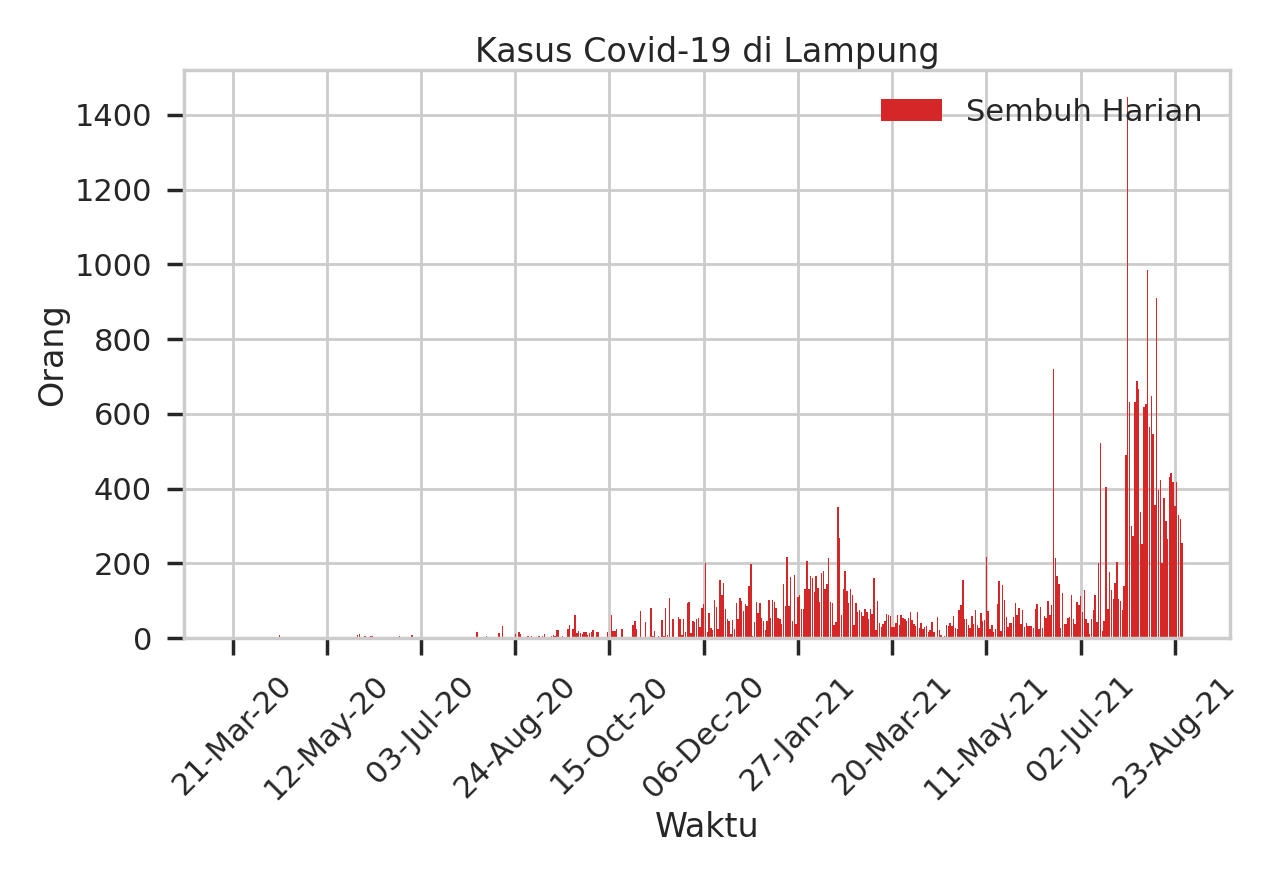 Kasus Covid-19 di Lampung
Sembuh Harian
Orang
1400
1200
1000
800
600
400
200
0
21-Mar-20
12-May-20
03-Jul-20
24-Aug-20
15-Oct-20
06-Dec-20
27-Jan-21
20-Mar-21
11-May-21
02-Jul-21
23-Aug-21
Waktu